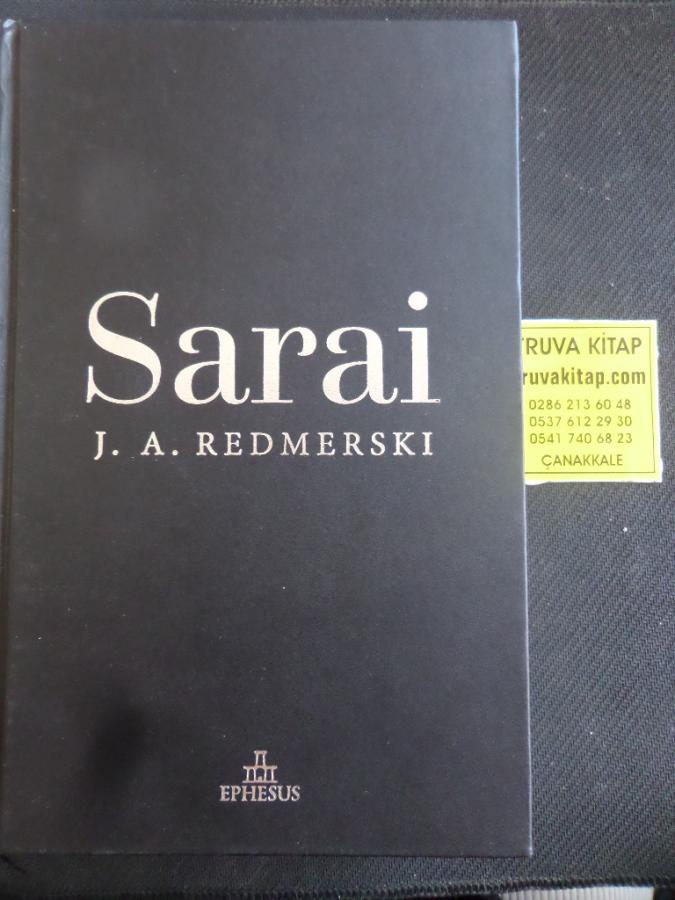 Sarai
J. A. REDMERSKI
EPHESUS
TRUVA KİTAP
ruvakitap.com
0286 213 60 48
0537 612 29 30
0541 740 68 23
ÇANAKKALE